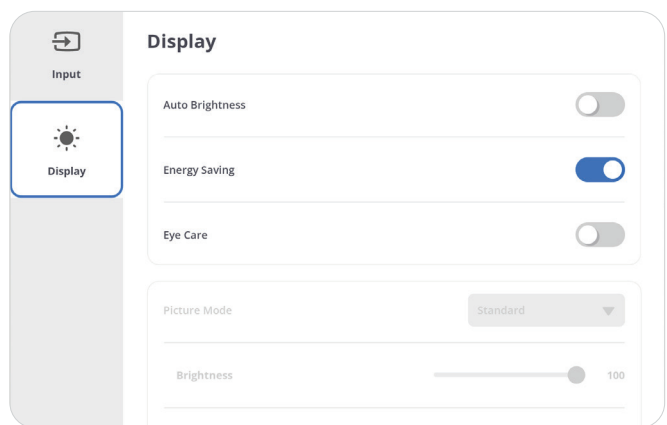 Input
Display
Display
Auto Brightness
Energy Saving
Eye Care
Picture Mode Standard
Brightness 100